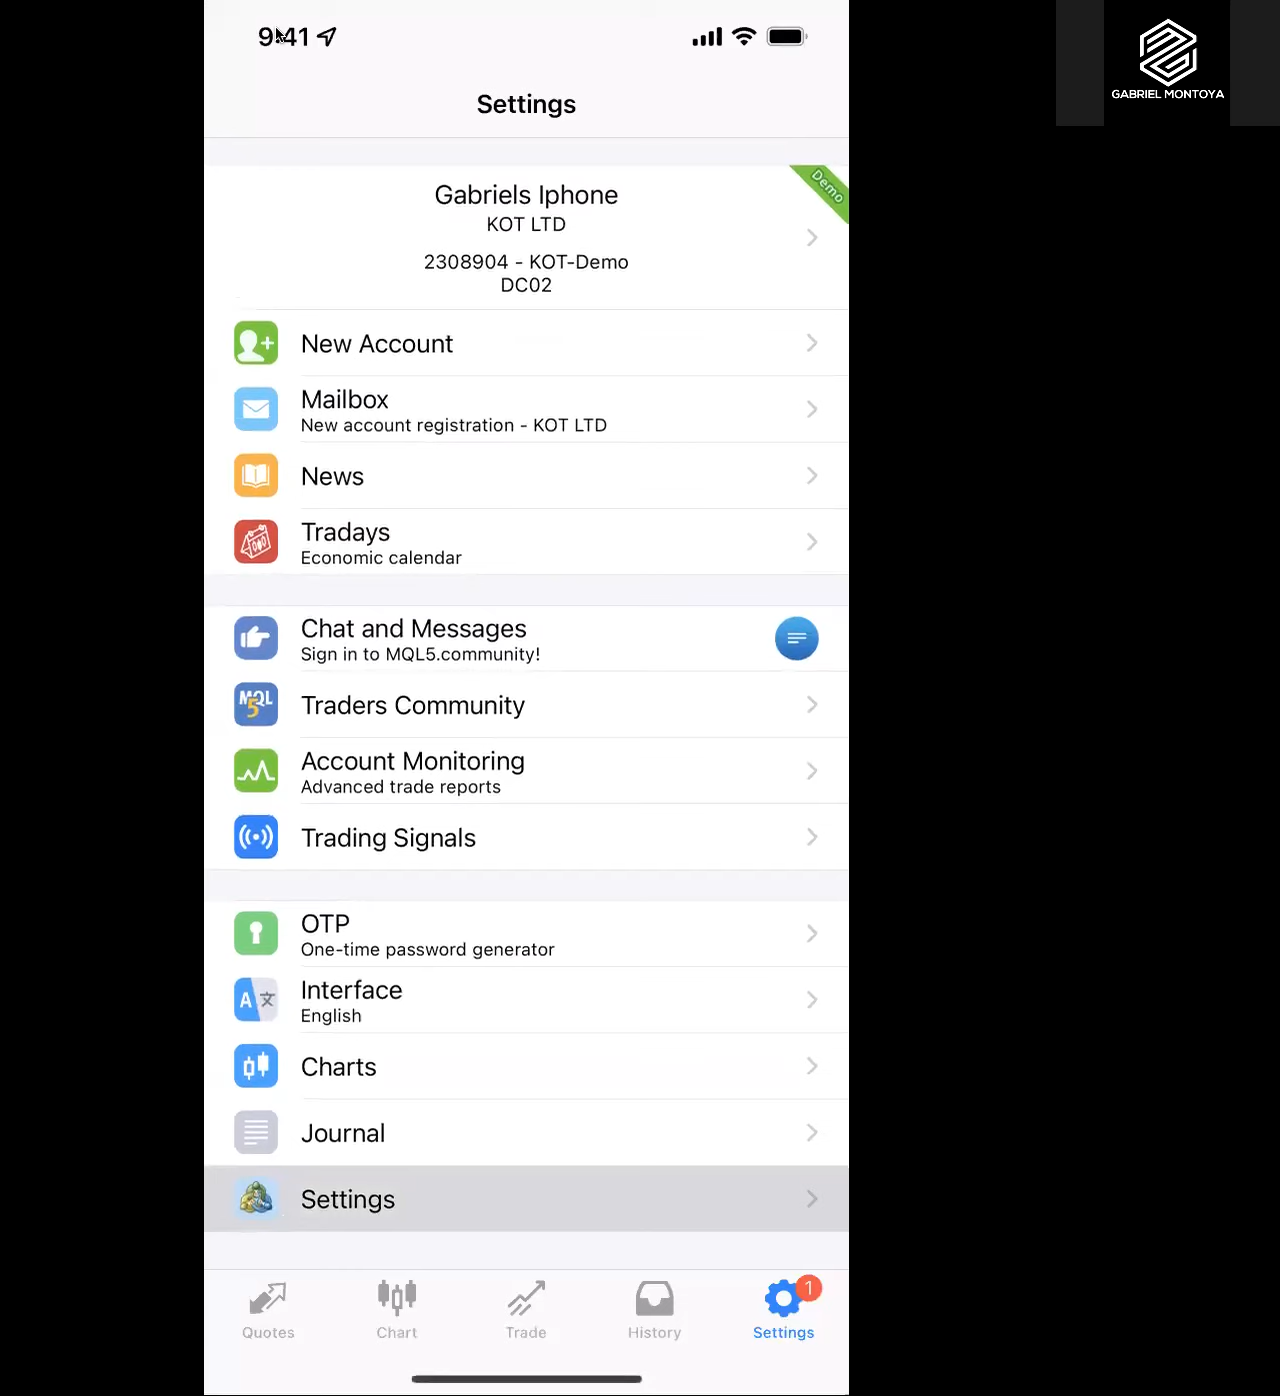 9:41
GABRIEL MONTOYA
Settings
Demo
Gabriels Iphone
KOT LTD
2308904 - KOT-Demo
DC02
New Account
Mailbox
New account registration - KOT LTD
News
Tradays
Economic calendar
Chat and Messages
Sign in to MQL5.community!
MQL
5
Traders Community
Account Monitoring
Advanced trade reports
Trading Signals
OTP
One-time password generator
A 文
Interface
English
Charts
Journal
Settings
1
Quotes
Chart
Trade
History
Settings